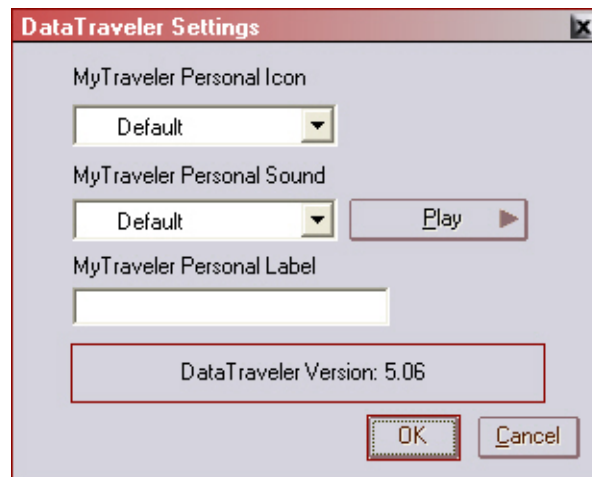 DataTraveler Settings
MyTraveler Personal Icon
Default
MyTraveler Personal Sound
Default
Play
MyTraveler Personal Label
DataTraveler Version: 5.06
OK Cancel